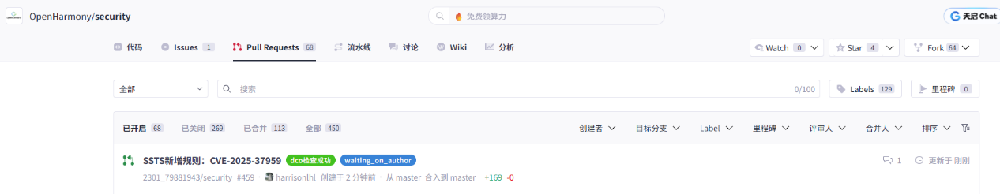 OpenHarmony/security 免费领算力 天启 Chat
代码 Issues 1 Pull Requests 68 流水线 讨论 Wiki 分析 Watch 0 Star 4 Fork 64
全部 搜索 0/100 Labels 129 里程碑 0
已开启 68 已关闭 269 已合并 113 全部 450 创建者 目标分支 Label 里程碑 评审人 合并人 排序
SSTS新增规则：CVE-2025-37959 dco检查成功 waiting_on_author 1 更新于 刚刚
2301_79881943/security #459 · harrisonlhl 创建于 2 分钟前 · 从 master 合入到 master +169 -0